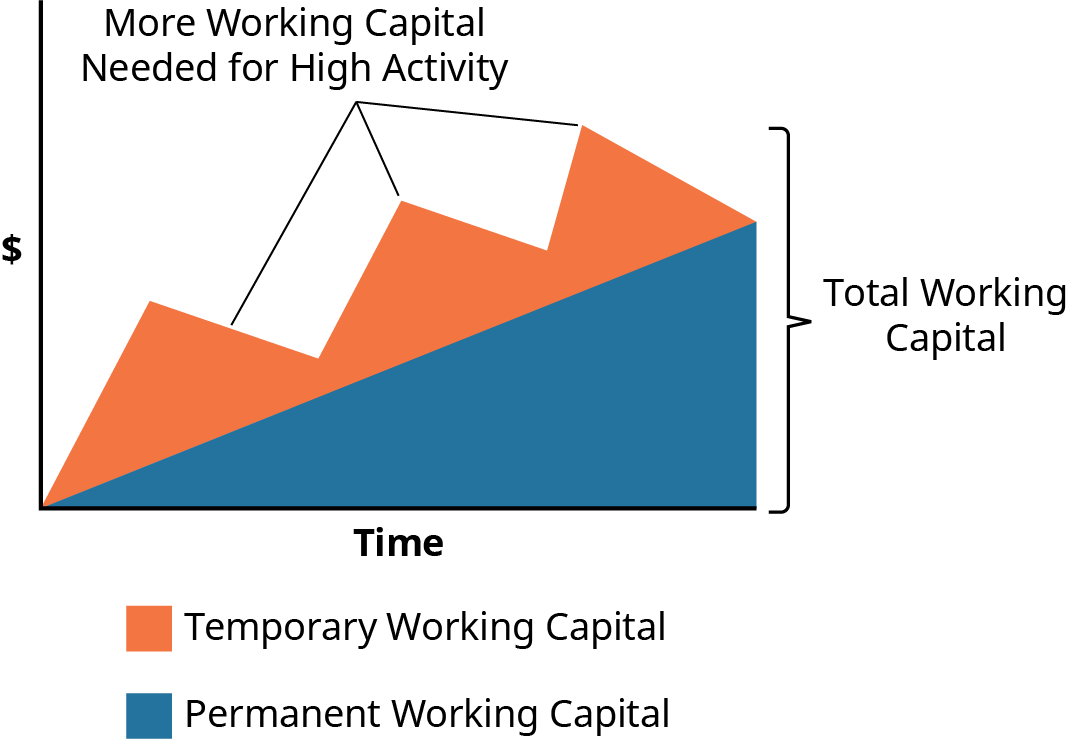 More Working Capital
Needed for High Activity
$
Total Working
Capital
Time
Temporary Working Capital
Permanent Working Capital